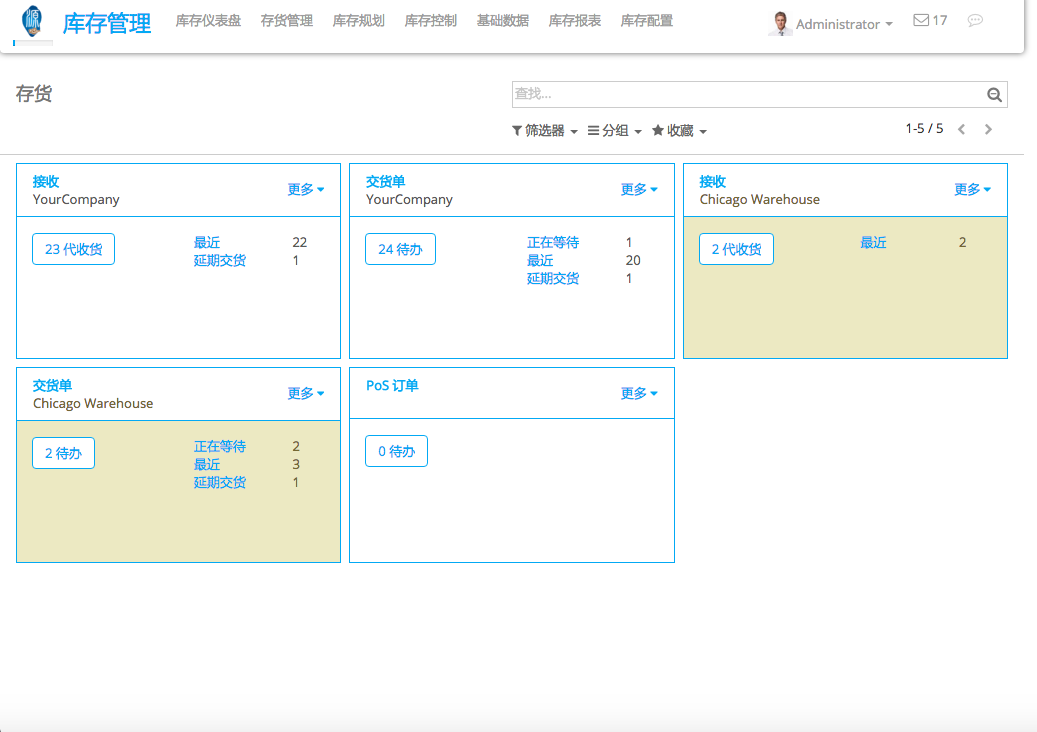 源
库存管理
库存仪表盘 存货管理 库存规划 库存控制 基础数据 库存报表 库存配置
Administrator 17
存货
查找...
筛选器 分组 收藏
1-5 / 5
接收
YourCompany
更多
23 代收货
最近 22
延期交货 1
交货单
YourCompany
更多
24 待办
正在等待 1
最近 20
延期交货 1
接收
Chicago Warehouse
更多
2 代收货
最近 2
交货单
Chicago Warehouse
更多
2 待办
正在等待 2
最近 3
延期交货 1
PoS 订单
更多
0 待办